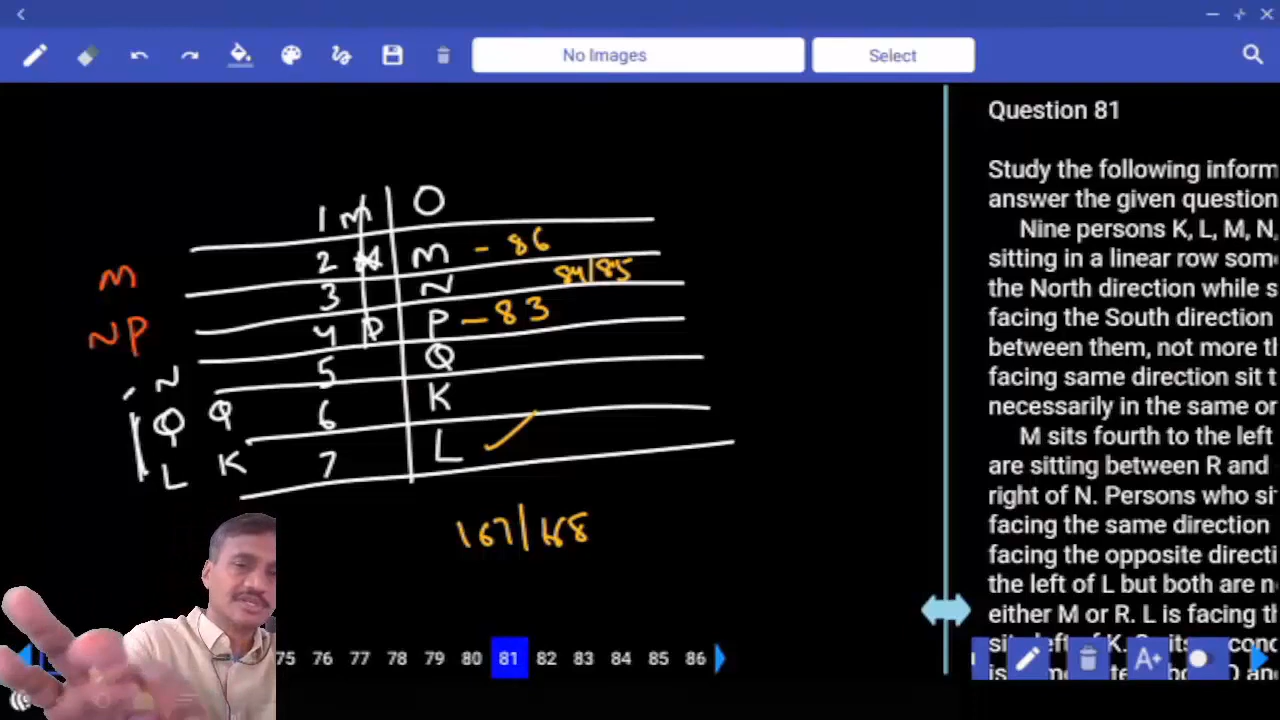 No Images
Select
Question 81
Study the following inform
answer the given question
Nine persons K, L, M, N,
sitting in a linear row som
the North direction while s
facing the South direction
between them, not more th
facing same direction sit t
necessarily in the same or
M sits fourth to the left
are sitting between R and
right of N. Persons who si
facing the same direction
facing the opposite directi
the left of L but both are n
either M or R. L is facing th
1 M O
2 M - 86
3 N 84/85
4 P P - 83
5 Q
6 K
7 L
M
N P
N
Q Q
L K
167/168
75 76 77 78 79 80 81 82 83 84 85 86
A+